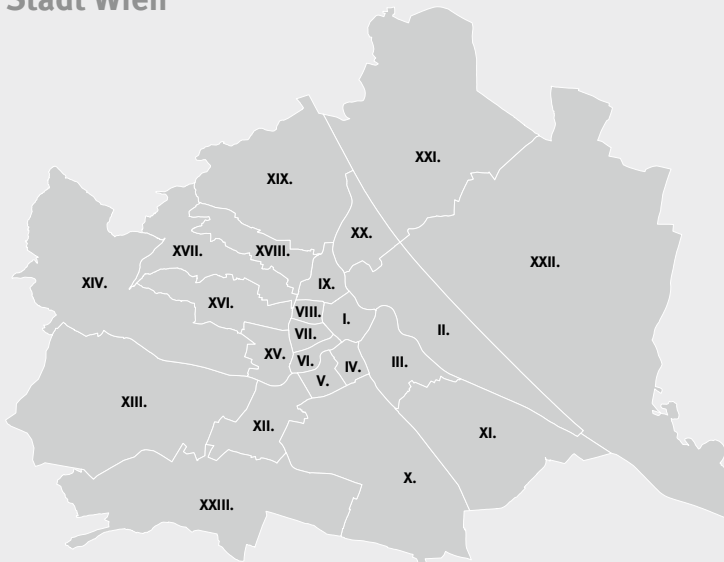 Stadt Wien
XXI.
XIX.
XX.
XVII.
XVIII.
XXII.
XIV.
IX.
XVI.
VIII.
I.
II.
VII.
XV.
VI.
IV.
III.
V.
XIII.
XII.
XI.
X.
XXIII.